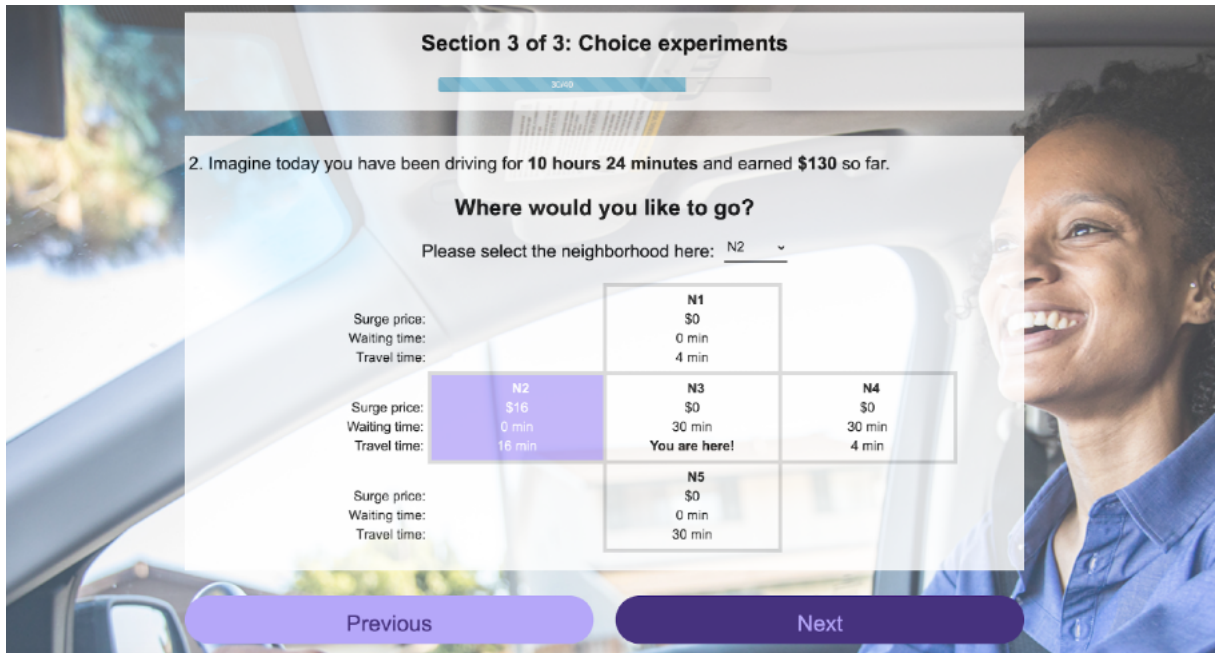 Section 3 of 3: Choice experiments
30/40
2. Imagine today you have been driving for 10 hours 24 minutes and earned $130 so far.
Where would you like to go?
Please select the neighborhood here: N2
N1
Surge price: $0
Waiting time: 0 min
Travel time: 4 min
N2 N3 N4
Surge price: $16 $0 $0
Waiting time: 0 min 30 min 30 min
Travel time: 16 min You are here! 4 min
N5
Surge price: $0
Waiting time: 0 min
Travel time: 30 min
Previous Next